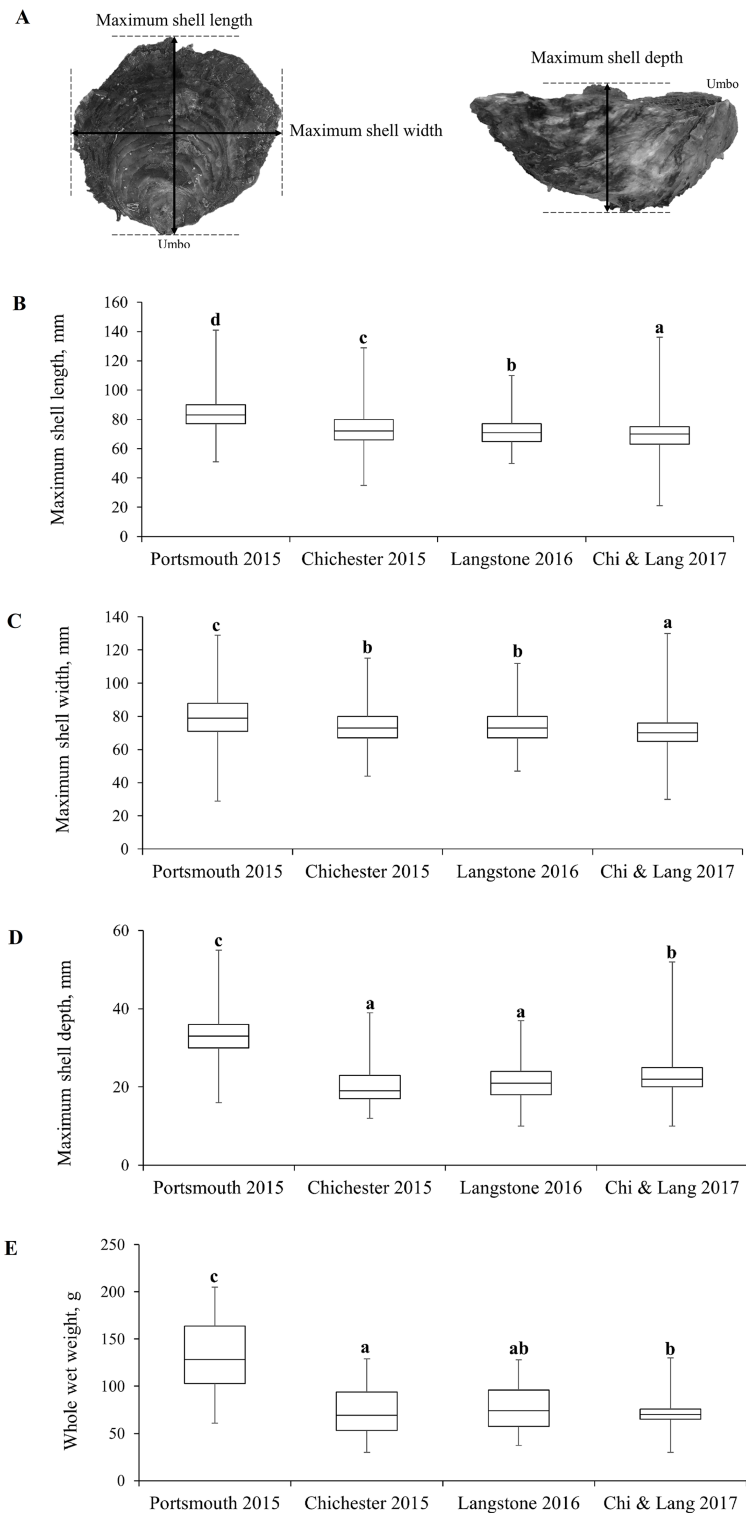 A
Maximum shell length
Maximum shell width
Umbo
Maximum shell depth
Umbo
B
Maximum shell length, mm
160
140
120
100
80
60
40
20
0
d
c
b
a
Portsmouth 2015 Chichester 2015 Langstone 2016 Chi & Lang 2017
C
Maximum shell width, mm
140
120
100
80
60
40
20
0
c
b
b
a
Portsmouth 2015 Chichester 2015 Langstone 2016 Chi & Lang 2017
D
Maximum shell depth, mm
60
40
20
0
c
a
a
b
Portsmouth 2015 Chichester 2015 Langstone 2016 Chi & Lang 2017
E
Whole wet weight, g
250
200
150
100
50
0
c
a
ab
b
Portsmouth 2015 Chichester 2015 Langstone 2016 Chi & Lang 2017